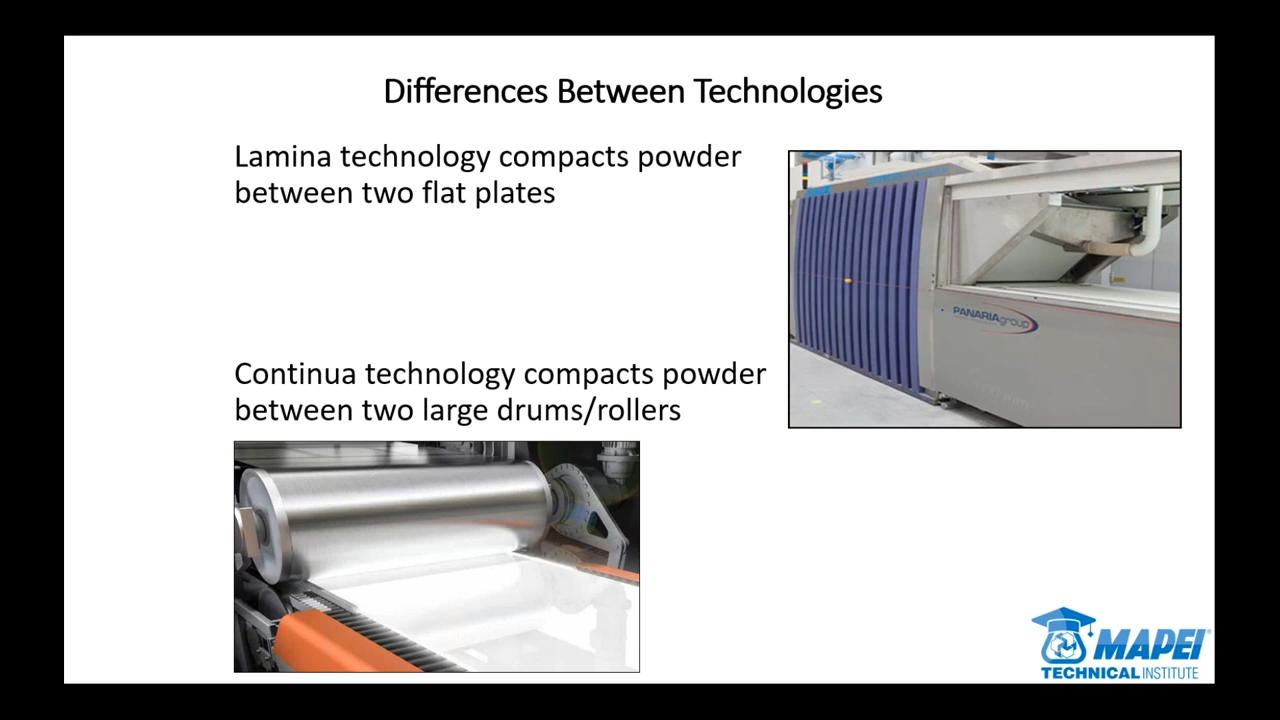 Differences Between Technologies
Lamina technology compacts powder
between two flat plates
PANARIAgroup
Continua technology compacts powder
between two large drums/rollers
MAPEI®
TECHNICAL INSTITUTE